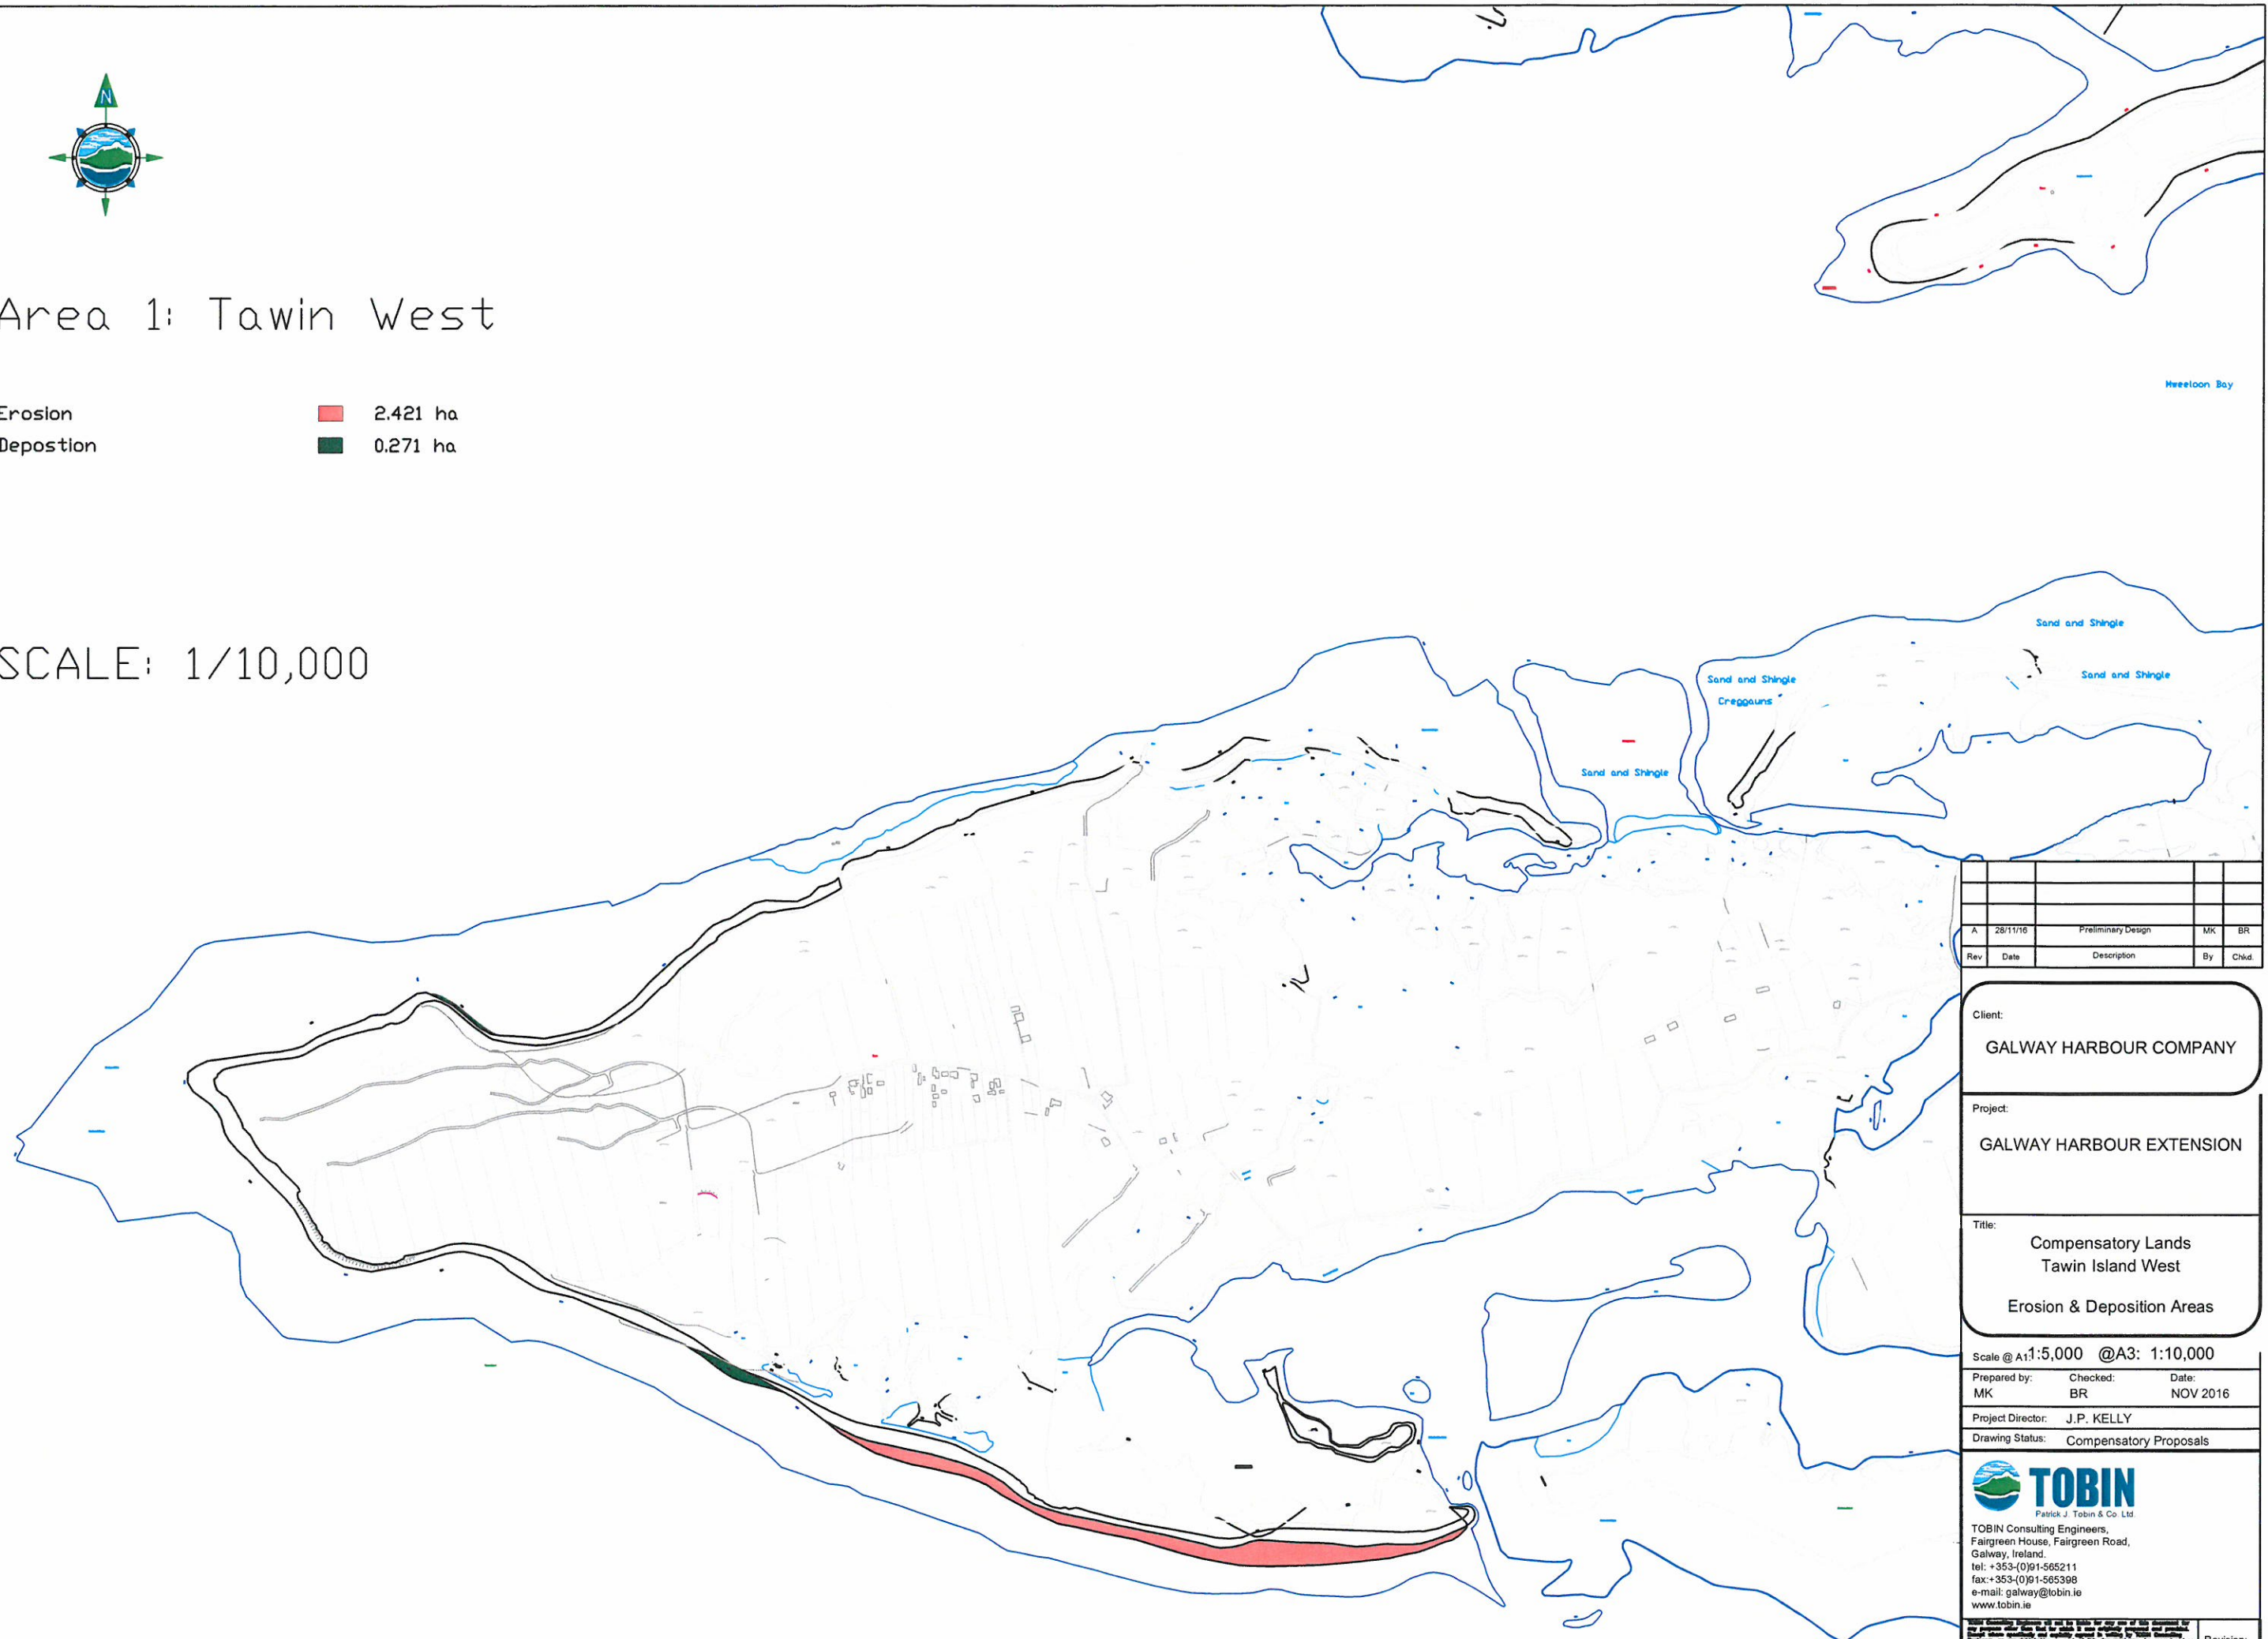 N
Area 1: Tawin West
Erosion 2.421 ha
Depostion 0.271 ha
SCALE: 1/10,000
Mweeloon Bay
Sand and Shingle
Sand and Shingle
Sand and Shingle
Creggauns
Sand and Shingle
A 28/11/16 Preliminary Design MK BR
Rev Date Description By Chkd.
Client:
GALWAY HARBOUR COMPANY
Project:
GALWAY HARBOUR EXTENSION
Title:
Compensatory Lands
Tawin Island West
Erosion & Deposition Areas
Scale @ A1: 1:5,000 @A3: 1:10,000
Prepared by: Checked: Date:
MK BR NOV 2016
Project Director: J.P. KELLY
Drawing Status: Compensatory Proposals
TOBIN
Patrick J. Tobin & Co. Ltd.
TOBIN Consulting Engineers,
Fairgreen House, Fairgreen Road,
Galway, Ireland.
tel: +353-(0)91-565211
fax:+353-(0)91-565398
e-mail: galway@tobin.ie
www.tobin.ie